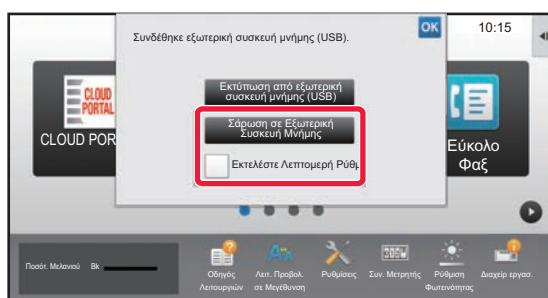 Συνδέθηκε εξωτερική συσκευή μνήμης (USB).
OK
10:15
Εκτύπωση από εξωτερική
συσκευή μνήμης (USB)
Σάρωση σε Εξωτερική
Συσκευή Μνήμης
Εκτελέστε Λεπτομερή Ρύθμ
CLOUD
PORTAL
CLOUD POR
Εύκολο
Φαξ
Ποσότ. Μελανιού Bk
Οδηγός
Λειτουργιών
Λειτ. Προβολ.
σε Μεγέθυνση
Ρυθμίσεις
Συν. Μετρητής
Ρύθμιση
Φωτεινότητας
Διαχείρ εργασ.